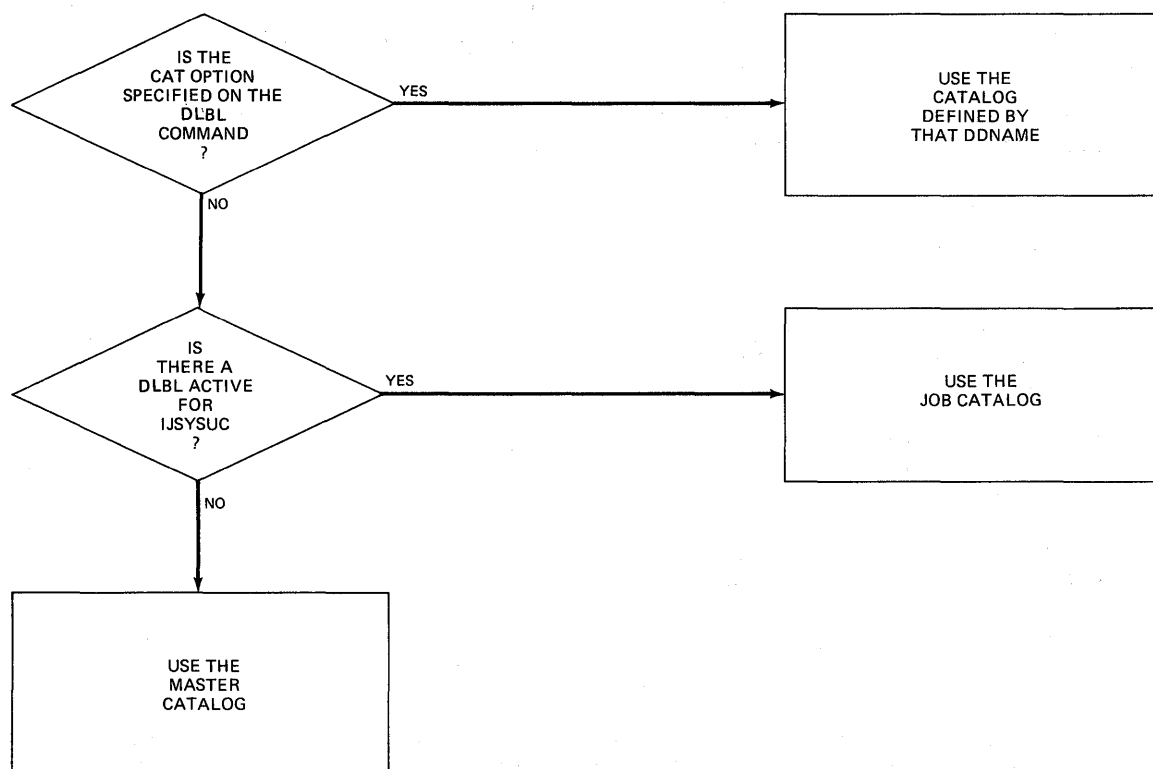 IS THE
CAT OPTION
SPECIFIED ON THE
DLBL
COMMAND
?
YES
USE THE
CATALOG
DEFINED BY
THAT DDNAME
NO
IS
THERE A
DLBL ACTIVE
FOR
IJSYSUC
?
YES
USE THE
JOB CATALOG
NO
USE THE
MASTER
CATALOG